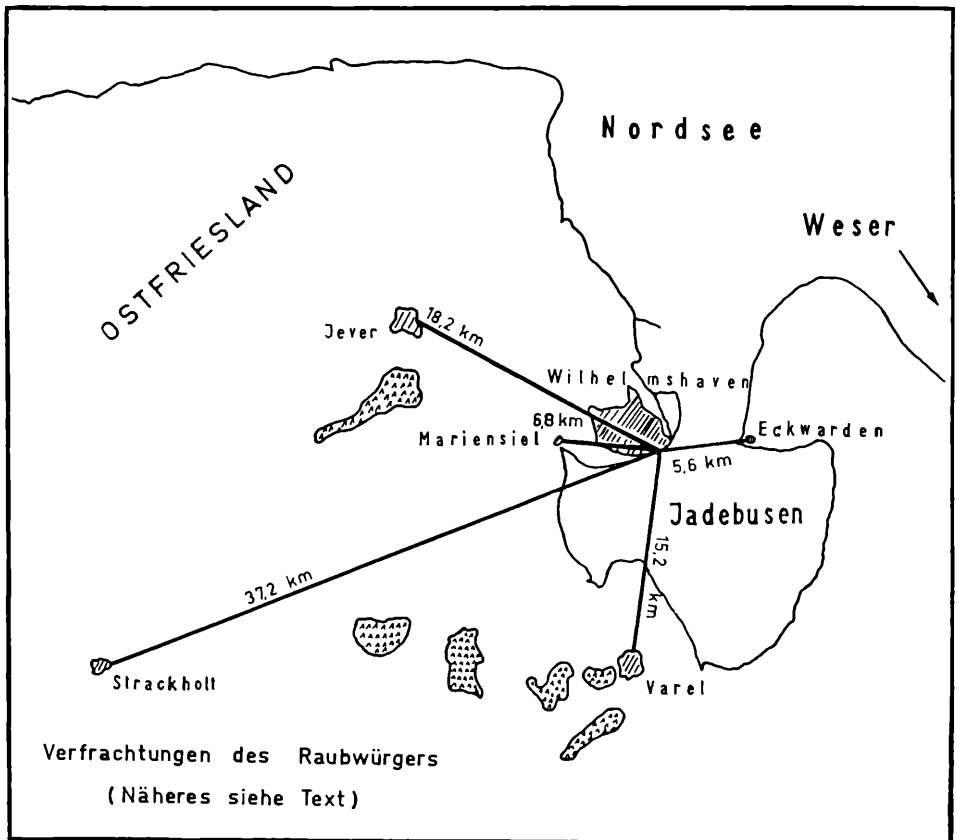 Nordsee
Weser
OSTFRIESLAND
Jever
18,2 km
Wilhelmshaven
6,8 km
Mariensiel
Eckwarden
5,6 km
Jadebusen
15,2 km
37,2 km
Strackholt
Varel
Verfrachtungen des Raubwürgers
(Näheres siehe Text)